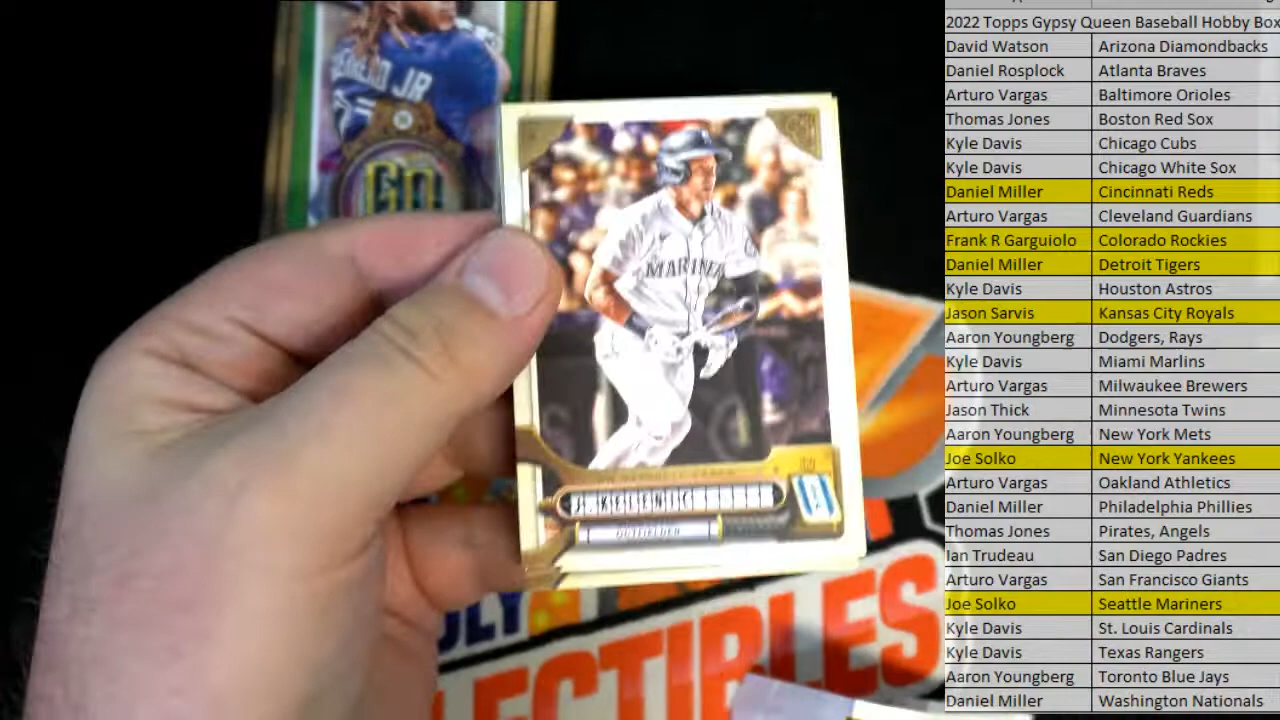 2022 Topps Gypsy Queen Baseball Hobby Box
David Watson Arizona Diamondbacks
Daniel Rosplock Atlanta Braves
Arturo Vargas Baltimore Orioles
Thomas Jones Boston Red Sox
Kyle Davis Chicago Cubs
Kyle Davis Chicago White Sox
Daniel Miller Cincinnati Reds
Arturo Vargas Cleveland Guardians
Frank R Garguiolo Colorado Rockies
Daniel Miller Detroit Tigers
Kyle Davis Houston Astros
Jason Sarvis Kansas City Royals
Aaron Youngberg Dodgers, Rays
Kyle Davis Miami Marlins
Arturo Vargas Milwaukee Brewers
Jason Thick Minnesota Twins
Aaron Youngberg New York Mets
Joe Solko New York Yankees
Arturo Vargas Oakland Athletics
Daniel Miller Philadelphia Phillies
Thomas Jones Pirates, Angels
Ian Trudeau San Diego Padres
Arturo Vargas San Francisco Giants
Joe Solko Seattle Mariners
Kyle Davis St. Louis Cardinals
Kyle Davis Texas Rangers
Aaron Youngberg Toronto Blue Jays
Daniel Miller Washington Nationals
JR
GQ
MARINE
J. KELENIC
OUTFIELDER
ULY
LECTIBLES